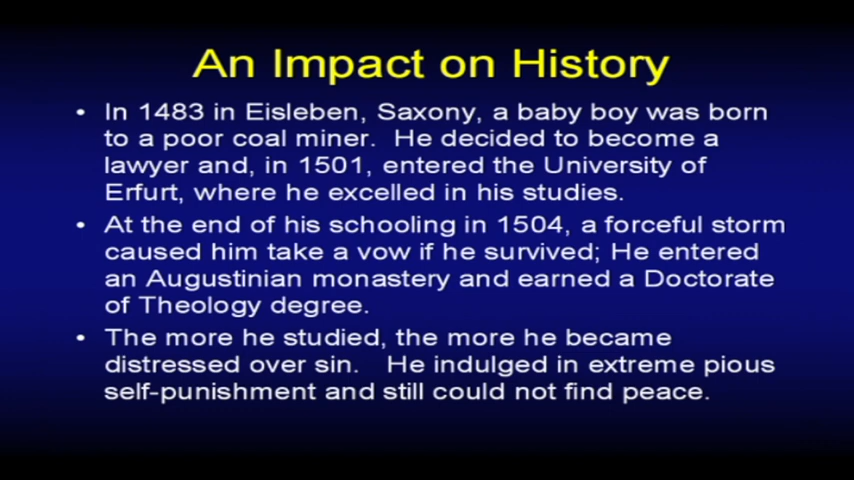 An Impact on History
• In 1483 in Eisleben, Saxony, a baby boy was born
to a poor coal miner. He decided to become a
lawyer and, in 1501, entered the University of
Erfurt, where he excelled in his studies.
• At the end of his schooling in 1504, a forceful storm
caused him take a vow if he survived; He entered
an Augustinian monastery and earned a Doctorate
of Theology degree.
• The more he studied, the more he became
distressed over sin. He indulged in extreme pious
self-punishment and still could not find peace.